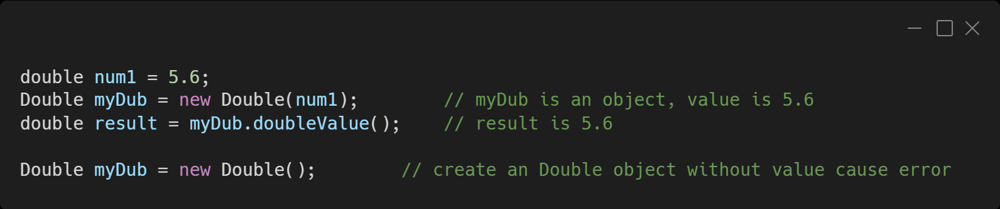 double num1 = 5.6;
Double myDub = new Double(num1);        // myDub is an object, value is 5.6
double result = myDub.doubleValue();    // result is 5.6
Double myDub = new Double();        // create an Double object without value cause error